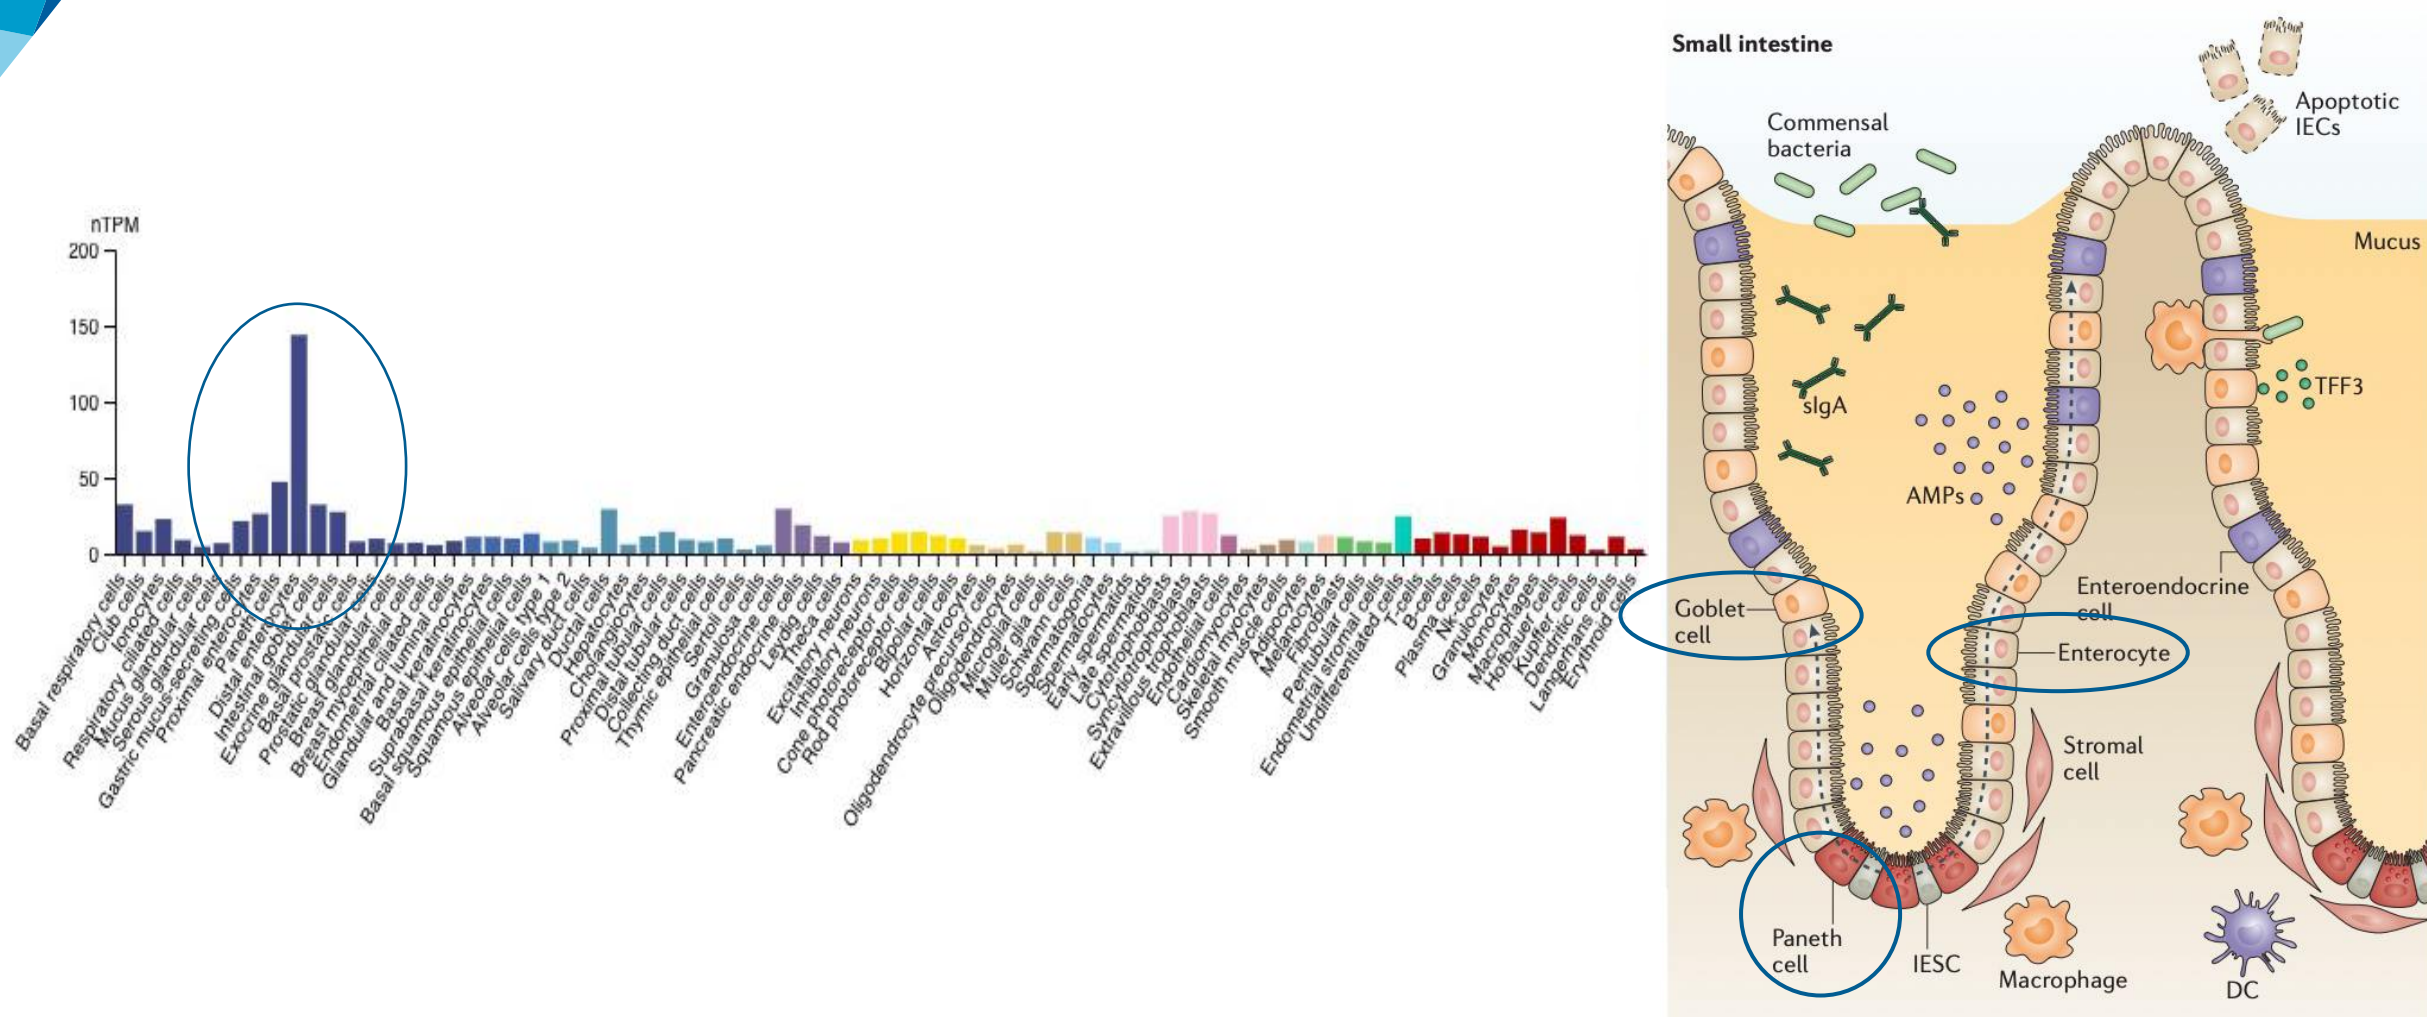 nTPM
200
150
100
50
0
Basal respiratory cells
Club cells
Ionocytes
Respiratory ciliated cells
Mucus glandular cells
Serous glandular cells
Gastric mucus-secreting cells
Proximal enterocytes
Paneth cells
Distal enterocytes
Intestinal goblet cells
Exocrine glandular cells
Basal prostatic cells
Prostatic glandular cells
Breast glandular cells
Breast myoepithelial cells
Endometrial ciliated cells
Glandular and luminal cells
Basal keratinocytes
Suprabasal keratinocytes
Basal squamous epithelial cells
Squamous epithelial cells
Alveolar cells type 1
Alveolar cells type 2
Salivary duct cells
Ductal cells
Hepatocytes
Cholangiocytes
Proximal tubular cells
Distal tubular cells
Collecting duct cells
Thymic epithelial cells
Sertoli cells
Granulosa cells
Enteroendocrine cells
Pancreatic endocrine cells
Leydig cells
Theca cells
Excitatory neurons
Inhibitory neurons
Cone photoreceptor cells
Rod photoreceptor cells
Bipolar cells
Horizontal cells
Astrocytes
Oligodendrocyte precursor cells
Oligodendrocytes
Microglial cells
Muller glia cells
Schwann cells
Spermatogonia
Spermatocytes
Early spermatids
Late spermatids
Cytotrophoblasts
Syncytiotrophoblasts
Extravillous trophoblasts
Endothelial cells
Cardiomyocytes
Skeletal myocytes
Smooth muscle cells
Adipocytes
Melanocytes
Fibroblasts
Peritubular cells
Endometrial stromal cells
Undifferentiated cells
T-cells
B-cells
Plasma cells
Nk-cells
Granulocytes
Monocytes
Macrophages
Hofbauer cells
Kupffer cells
Dendritic cells
Langerhans cells
Erythroid cells
Small intestine
Apoptotic
IECs
Commensal
bacteria
Mucus
TFF3
sIgA
AMPs
Enteroendocrine
cell
Goblet
cell
Enterocyte
Stromal
cell
Paneth
cell
IESC
Macrophage
DC